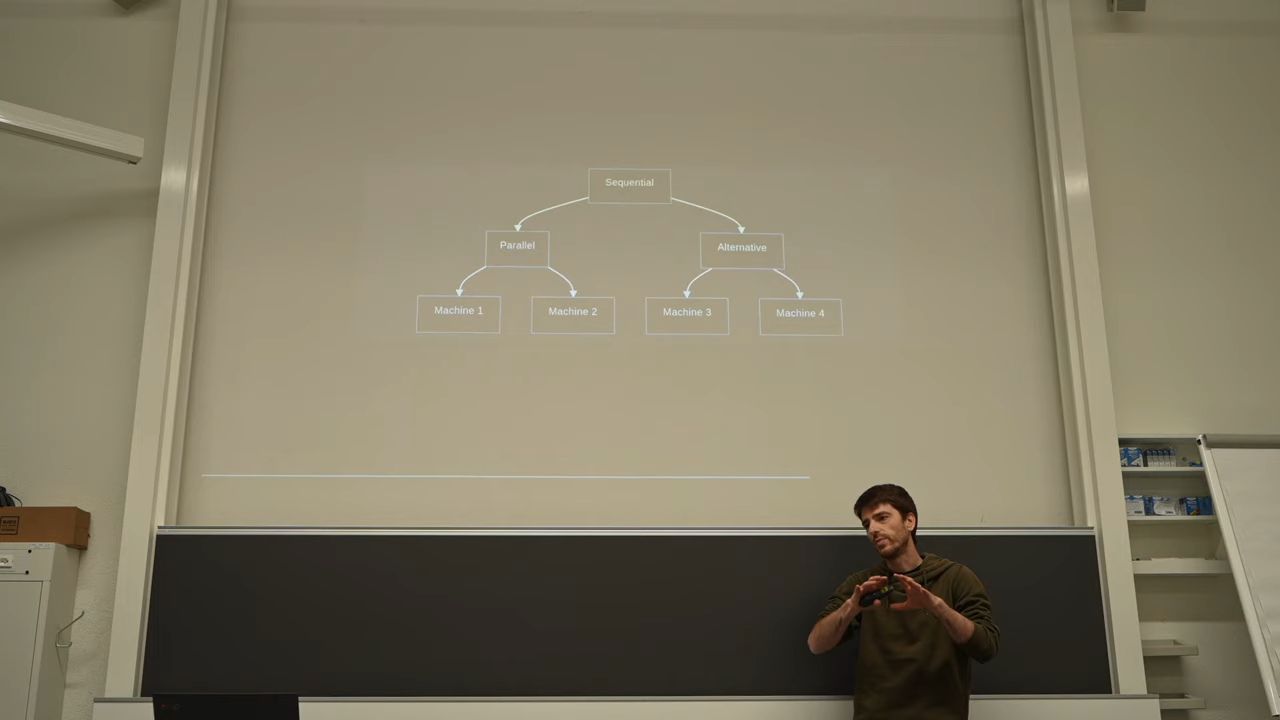 Sequential
Parallel
Alternative
Machine 1
Machine 2
Machine 3
Machine 4